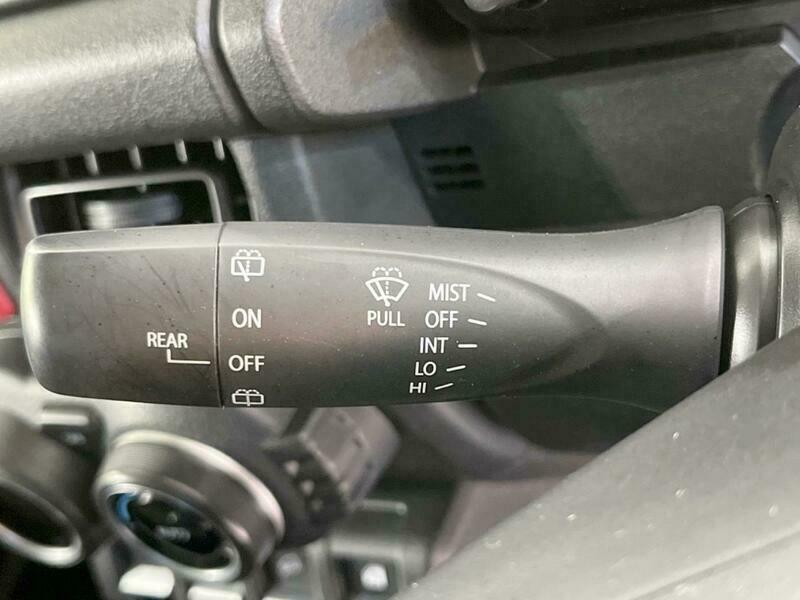 REAR
ON
OFF
PULL
MIST
OFF
INT
LO
HI